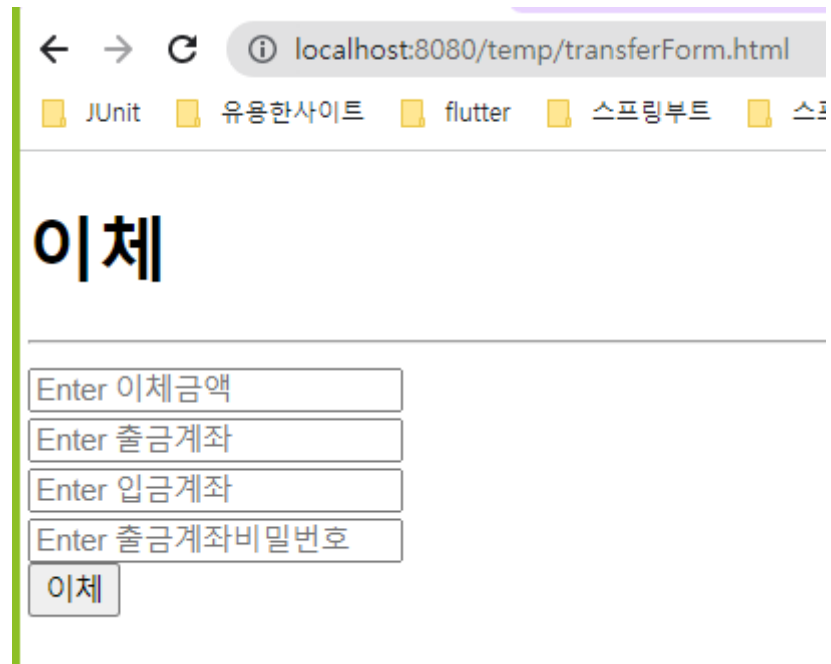 localhost:8080/temp/transferForm.html
JUnit 유용한사이트 flutter 스프링부트
이체
Enter 이체금액
Enter 출금계좌
Enter 입금계좌
Enter 출금계좌비밀번호
이체